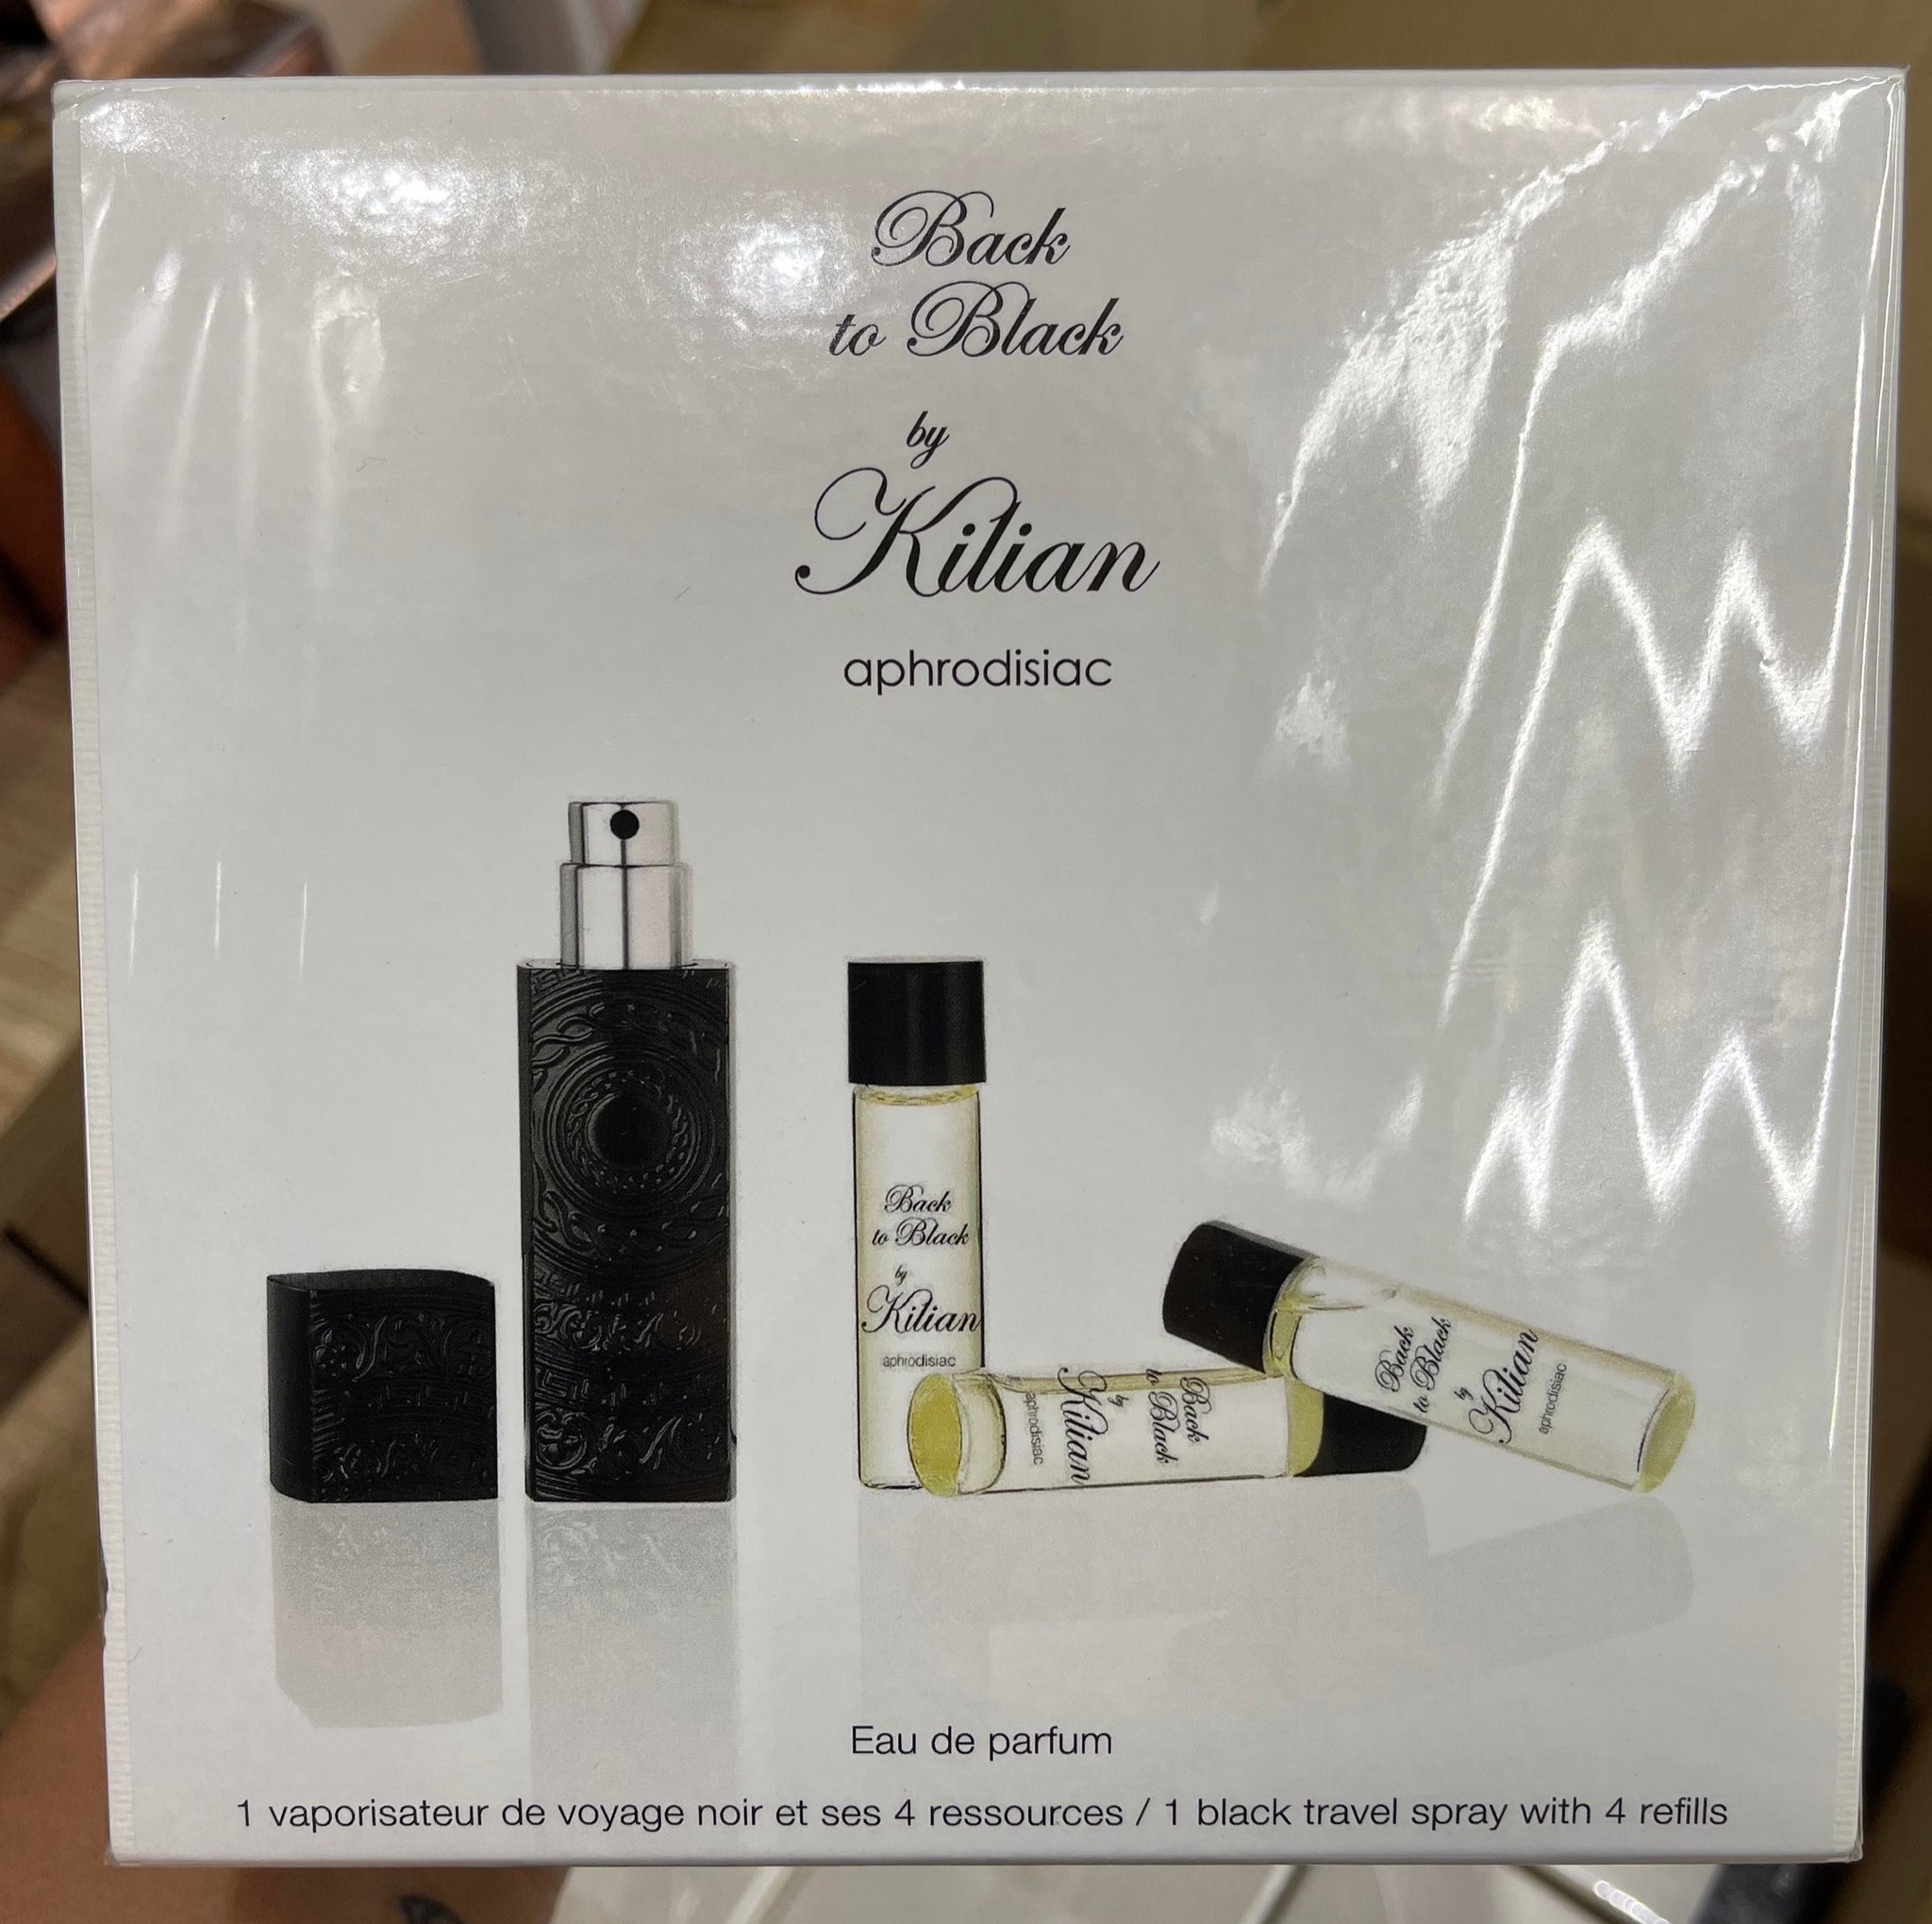 Back
to Black
by
Kilian
aphrodisiac
Back
to Black
by
Kilian
aphrodisiac
Back
to Black
by
Kilian
aphrodisiac
Back
to Black
by
Kilian
aphrodisiac
Eau de parfum
1 vaporisateur de voyage noir et ses 4 ressources / 1 black travel spray with 4 refills